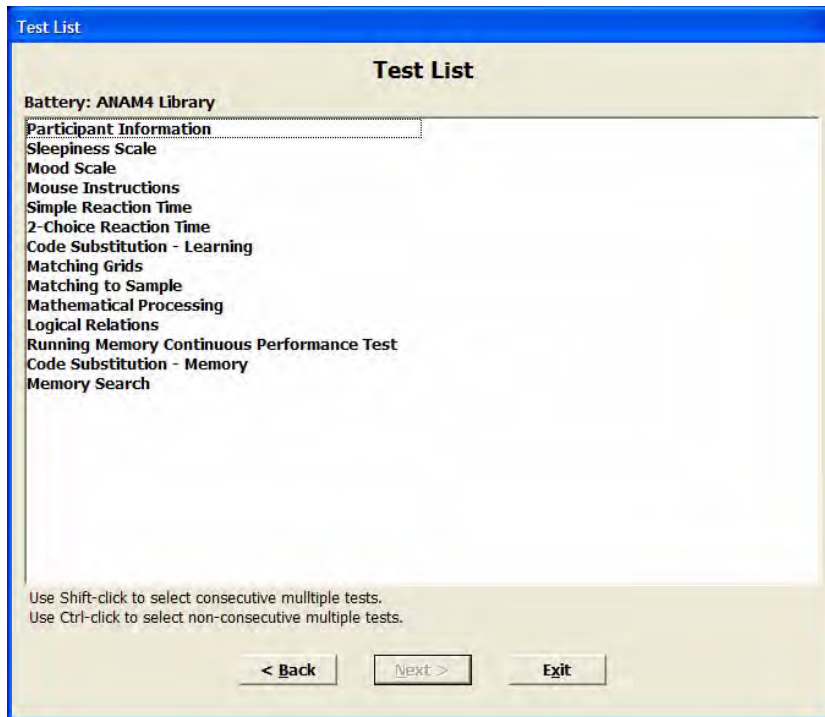 Test List
Test List
Battery: ANAM4 Library
Participant Information
Sleepiness Scale
Mood Scale
Mouse Instructions
Simple Reaction Time
2-Choice Reaction Time
Code Substitution - Learning
Matching Grids
Matching to Sample
Mathematical Processing
Logical Relations
Running Memory Continuous Performance Test
Code Substitution - Memory
Memory Search
Use Shift-click to select consecutive mulltiple tests.
Use Ctrl-click to select non-consecutive multiple tests.
< Back Next > Exit